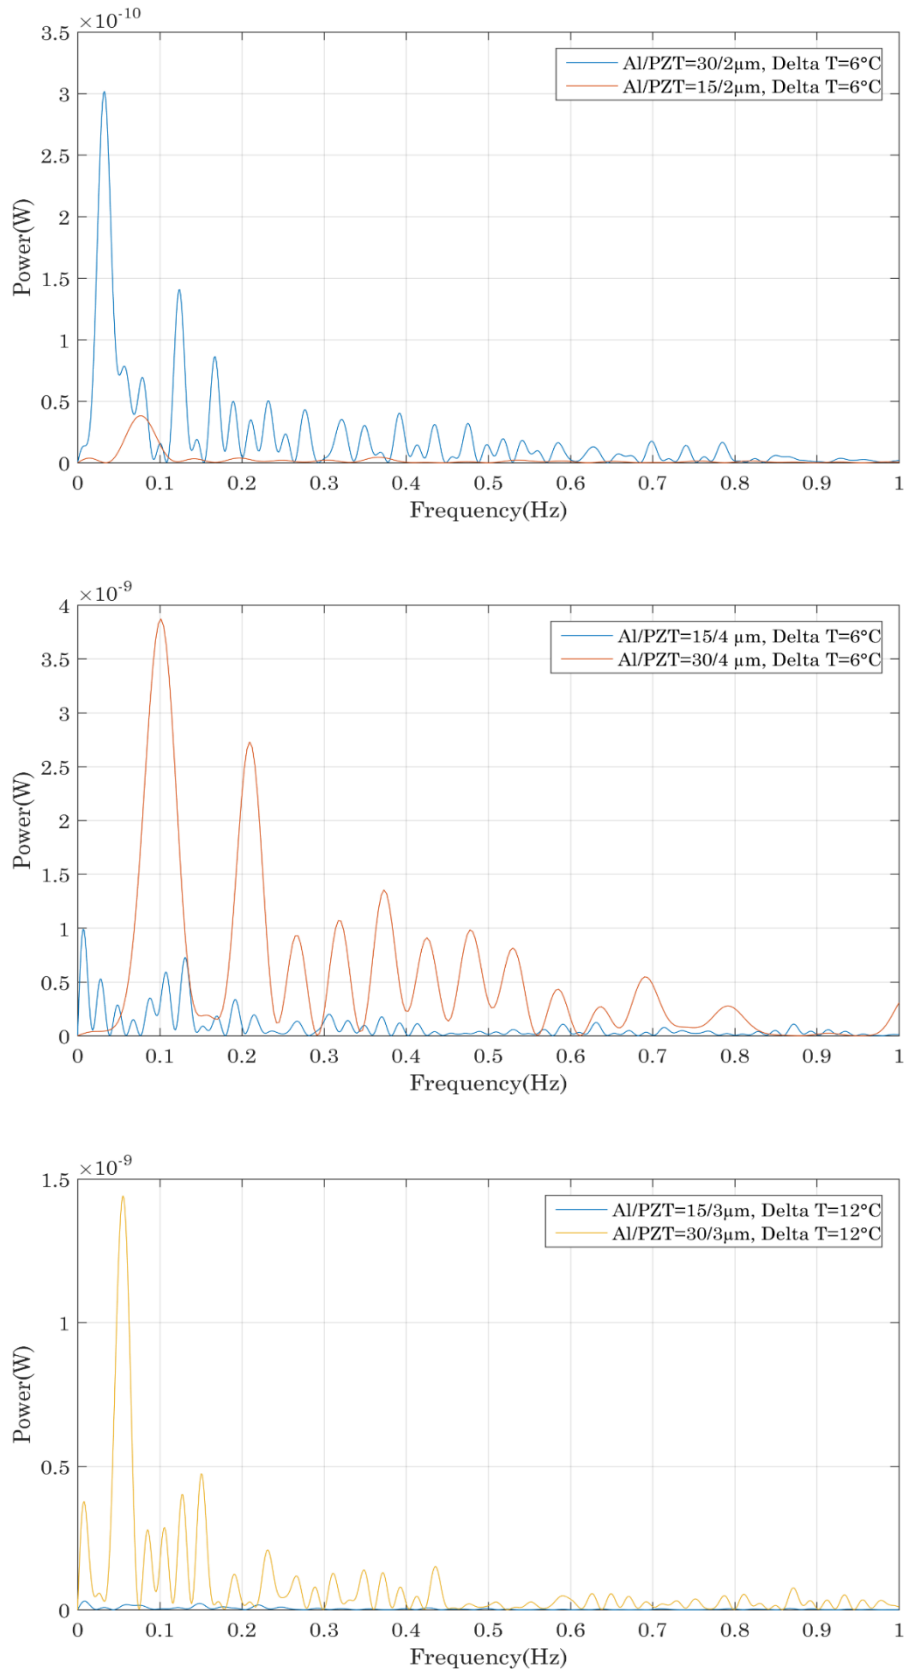 ×10-10
3.5
3
2.5
2
1.5
1
0.5
0
Power(W)
Al/PZT=30/2μm, Delta T=6°C
Al/PZT=15/2μm, Delta T=6°C
0 0.1 0.2 0.3 0.4 0.5 0.6 0.7 0.8 0.9 1
Frequency(Hz)
×10-9
4
3.5
3
2.5
2
1.5
1
0.5
0
Power(W)
Al/PZT=15/4 μm, Delta T=6°C
Al/PZT=30/4 μm, Delta T=6°C
0 0.1 0.2 0.3 0.4 0.5 0.6 0.7 0.8 0.9 1
Frequency(Hz)
×10-9
1.5
1
0.5
0
Power(W)
Al/PZT=15/3μm, Delta T=12°C
Al/PZT=30/3μm, Delta T=12°C
0 0.1 0.2 0.3 0.4 0.5 0.6 0.7 0.8 0.9 1
Frequency(Hz)